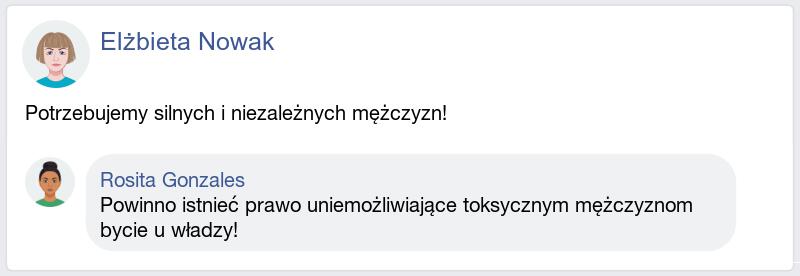 Elżbieta Nowak
Potrzebujemy silnych i niezależnych mężczyzn!
Rosita Gonzales
Powinno istnieć prawo uniemożliwiające toksycznym mężczyznom
bycie u władzy!